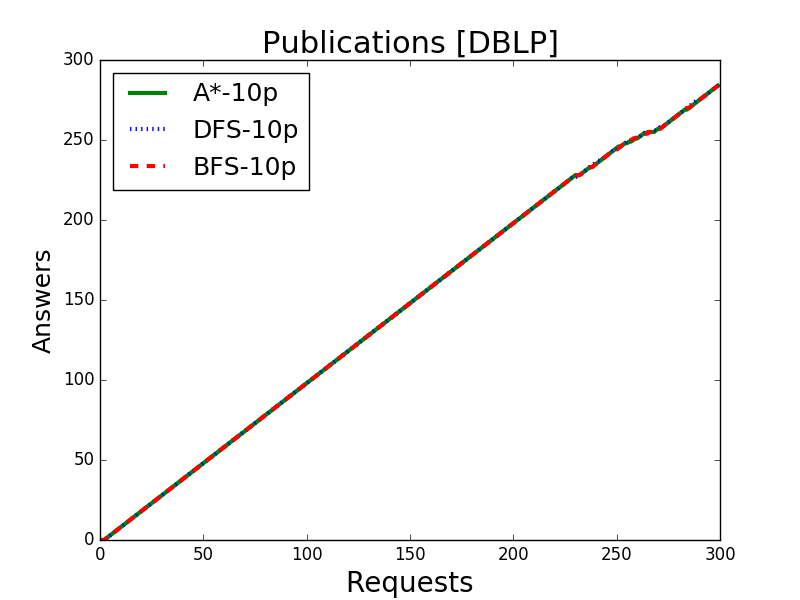 Publications [DBLP]
A*-10p
DFS-10p
BFS-10p
300
250
200
150
100
50
0
Answers
0 50 100 150 200 250 300
Requests